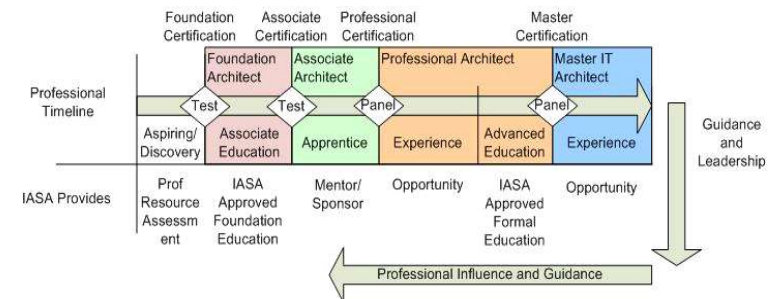 Foundation
Certification
Associate
Certification
Professional
Certification
Master
Certification
Foundation
Architect
Associate
Architect
Professional Architect
Master IT
Architect
Professional
Timeline
Test
Test
Panel
Panel
Aspiring/
Discovery
Associate
Education
Apprentice
Experience
Advanced
Education
Experience
Guidance
and
Leadership
IASA Provides
Prof
Resource
Assessm
ent
IASA
Approved
Foundation
Education
Mentor/
Sponsor
Opportunity
IASA
Approved
Formal
Education
Opportunity
Professional Influence and Guidance